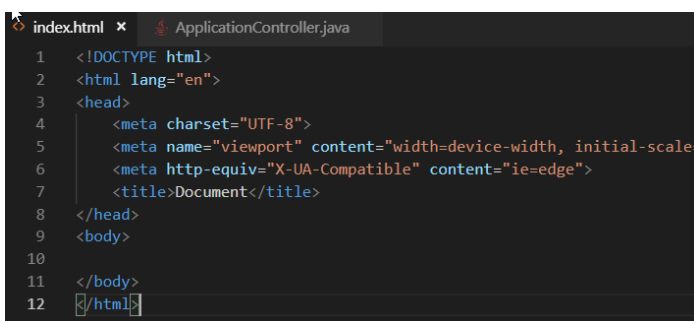 index.html × ApplicationController.java
1 <!DOCTYPE html>
2 <html lang="en">
3 <head>
4 <meta charset="UTF-8">
5 <meta name="viewport" content="width=device-width, initial-scale=
6 <meta http-equiv="X-UA-Compatible" content="ie=edge">
7 <title>Document</title>
8 </head>
9 <body>
10
11 </body>
12 </html>